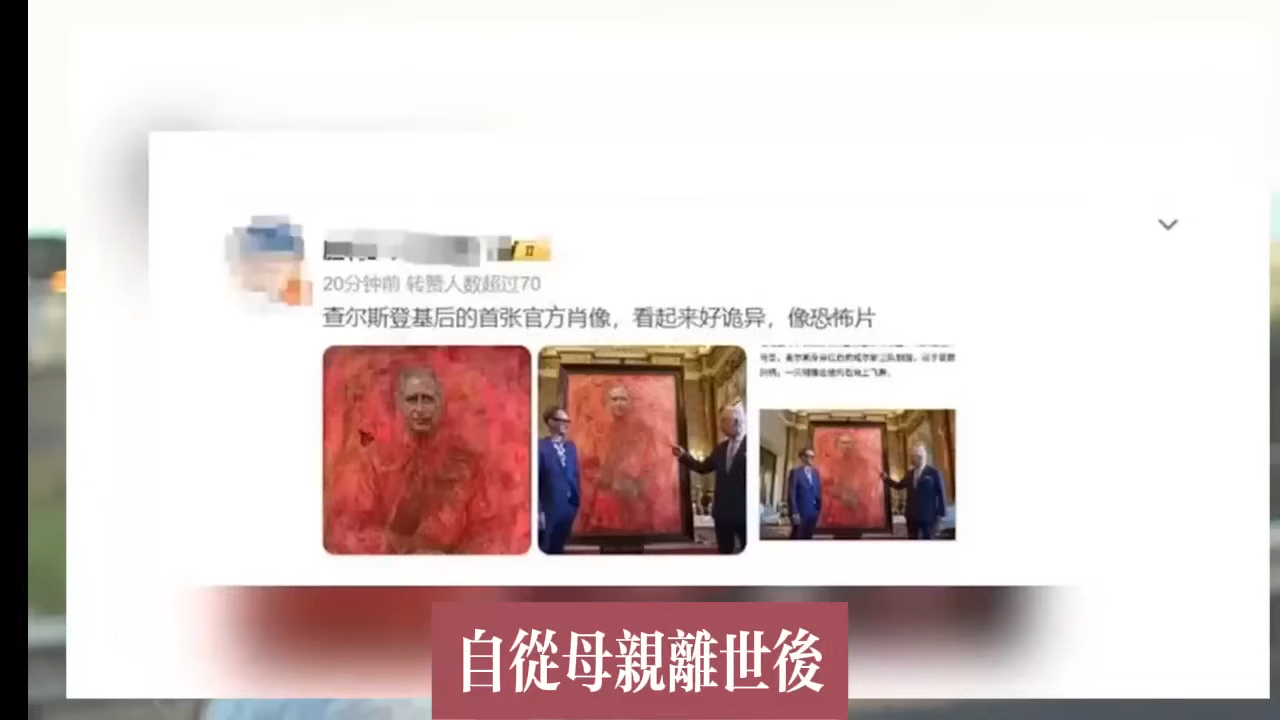 II
20分钟前 转赞人数超过70
查尔斯登基后的首张官方肖像，看起来好诡异，像恐怖片
自從母親離世後